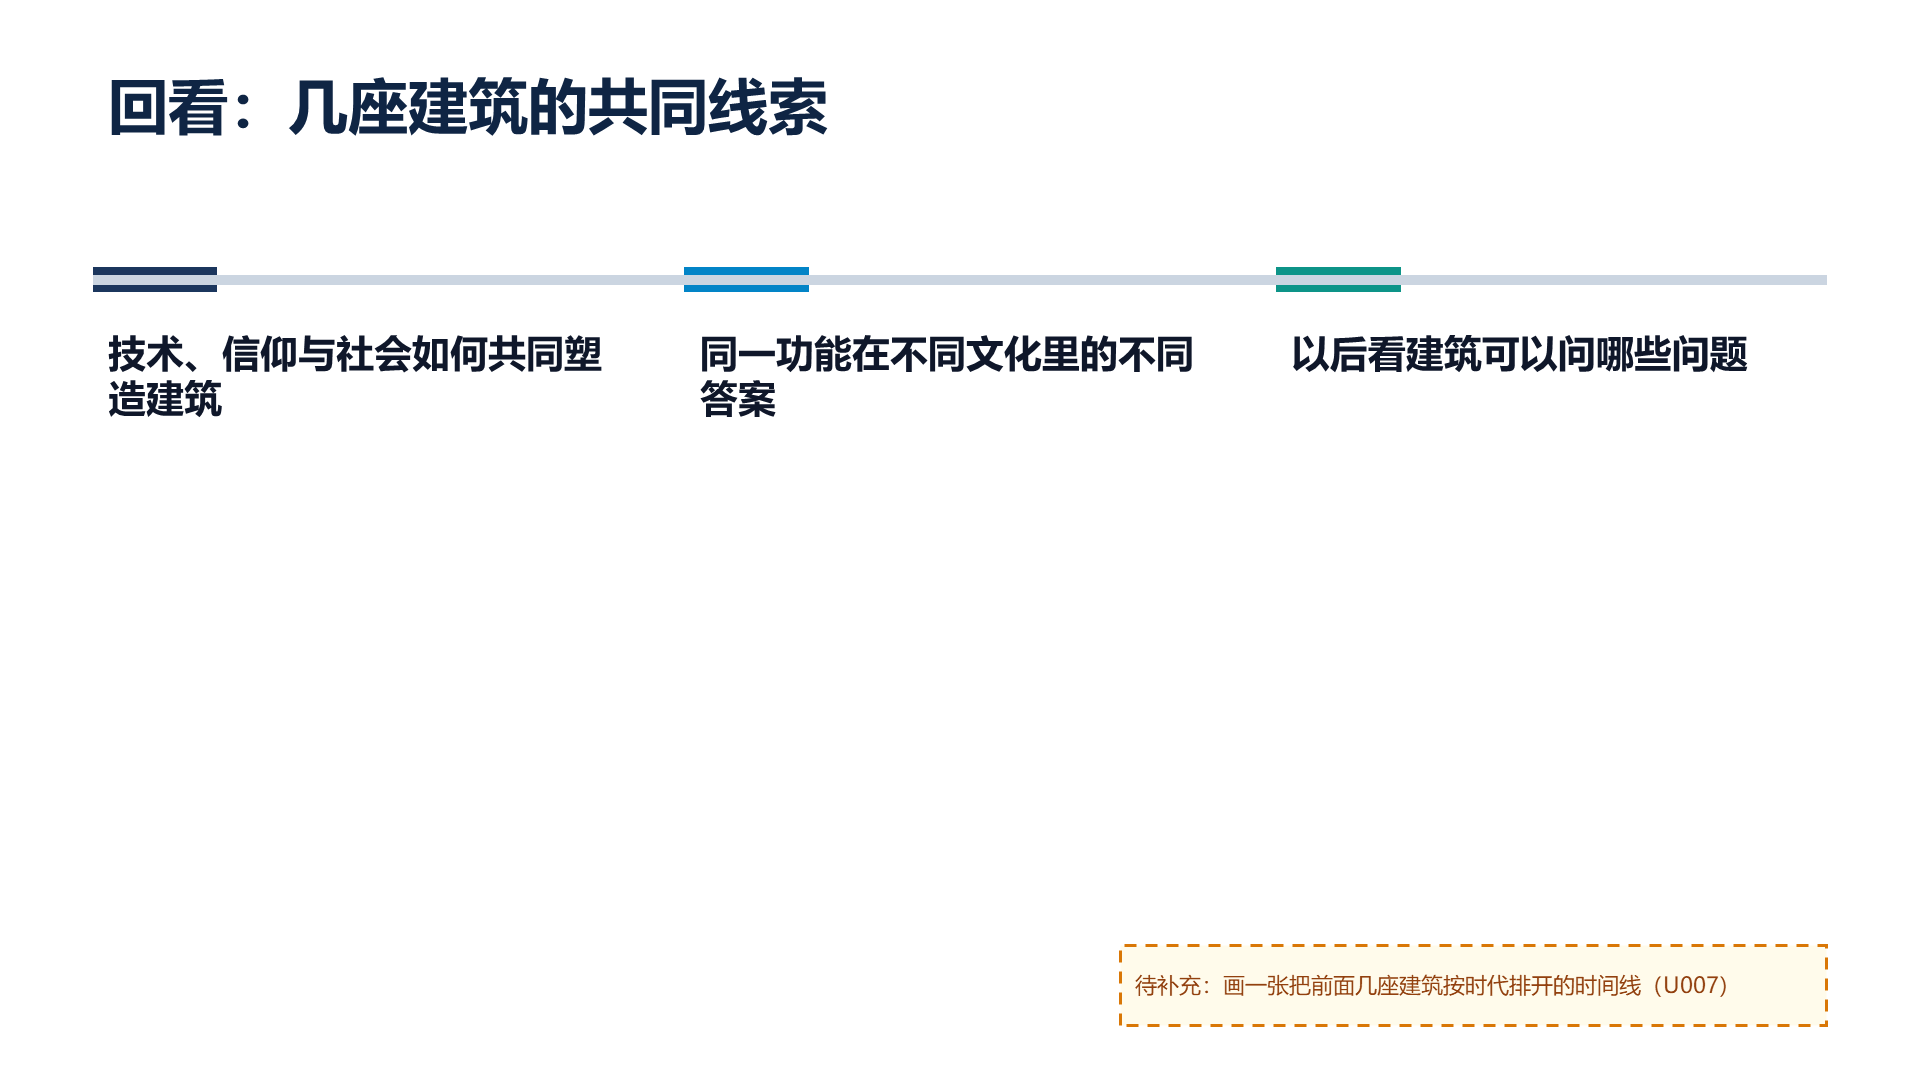 回看：几座建筑的共同线索
技术、信仰与社会如何共同塑
造建筑
同一功能在不同文化里的不同
答案
以后看建筑可以问哪些问题
待补充：画一张把前面几座建筑按时代排开的时间线（U007）